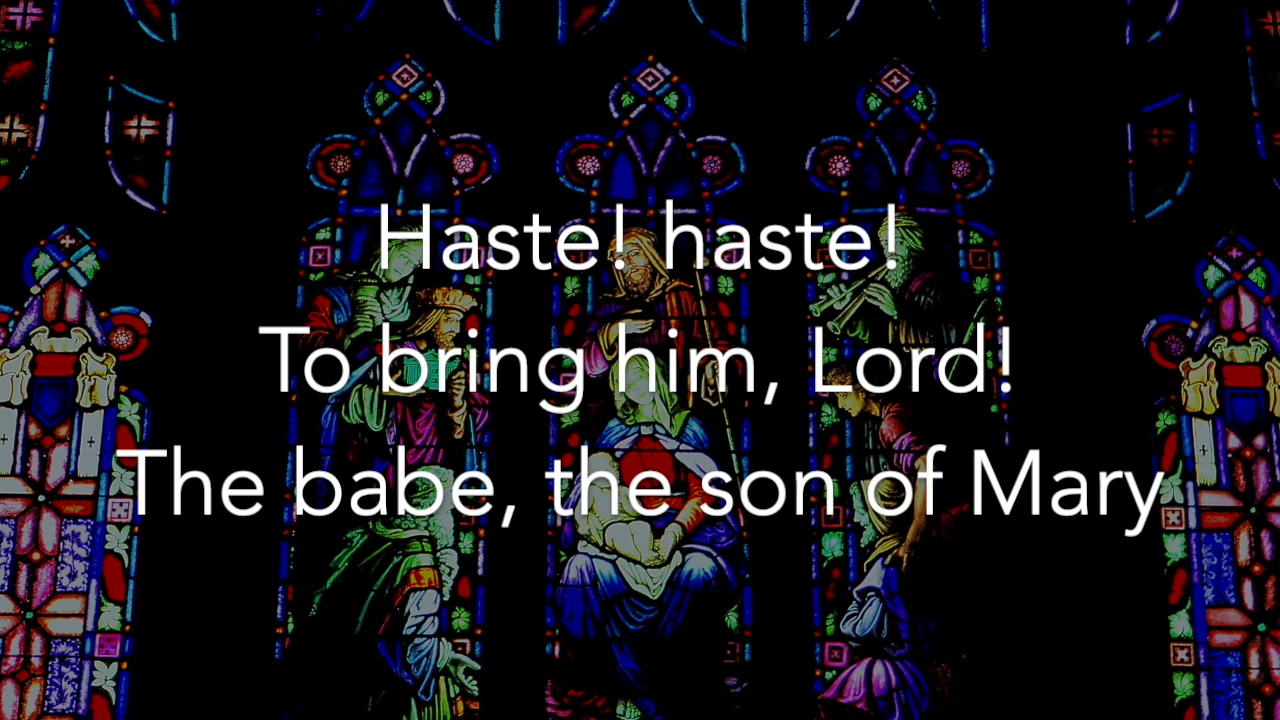 Haste! haste!
To bring him, Lord!
The babe, the son of Mary